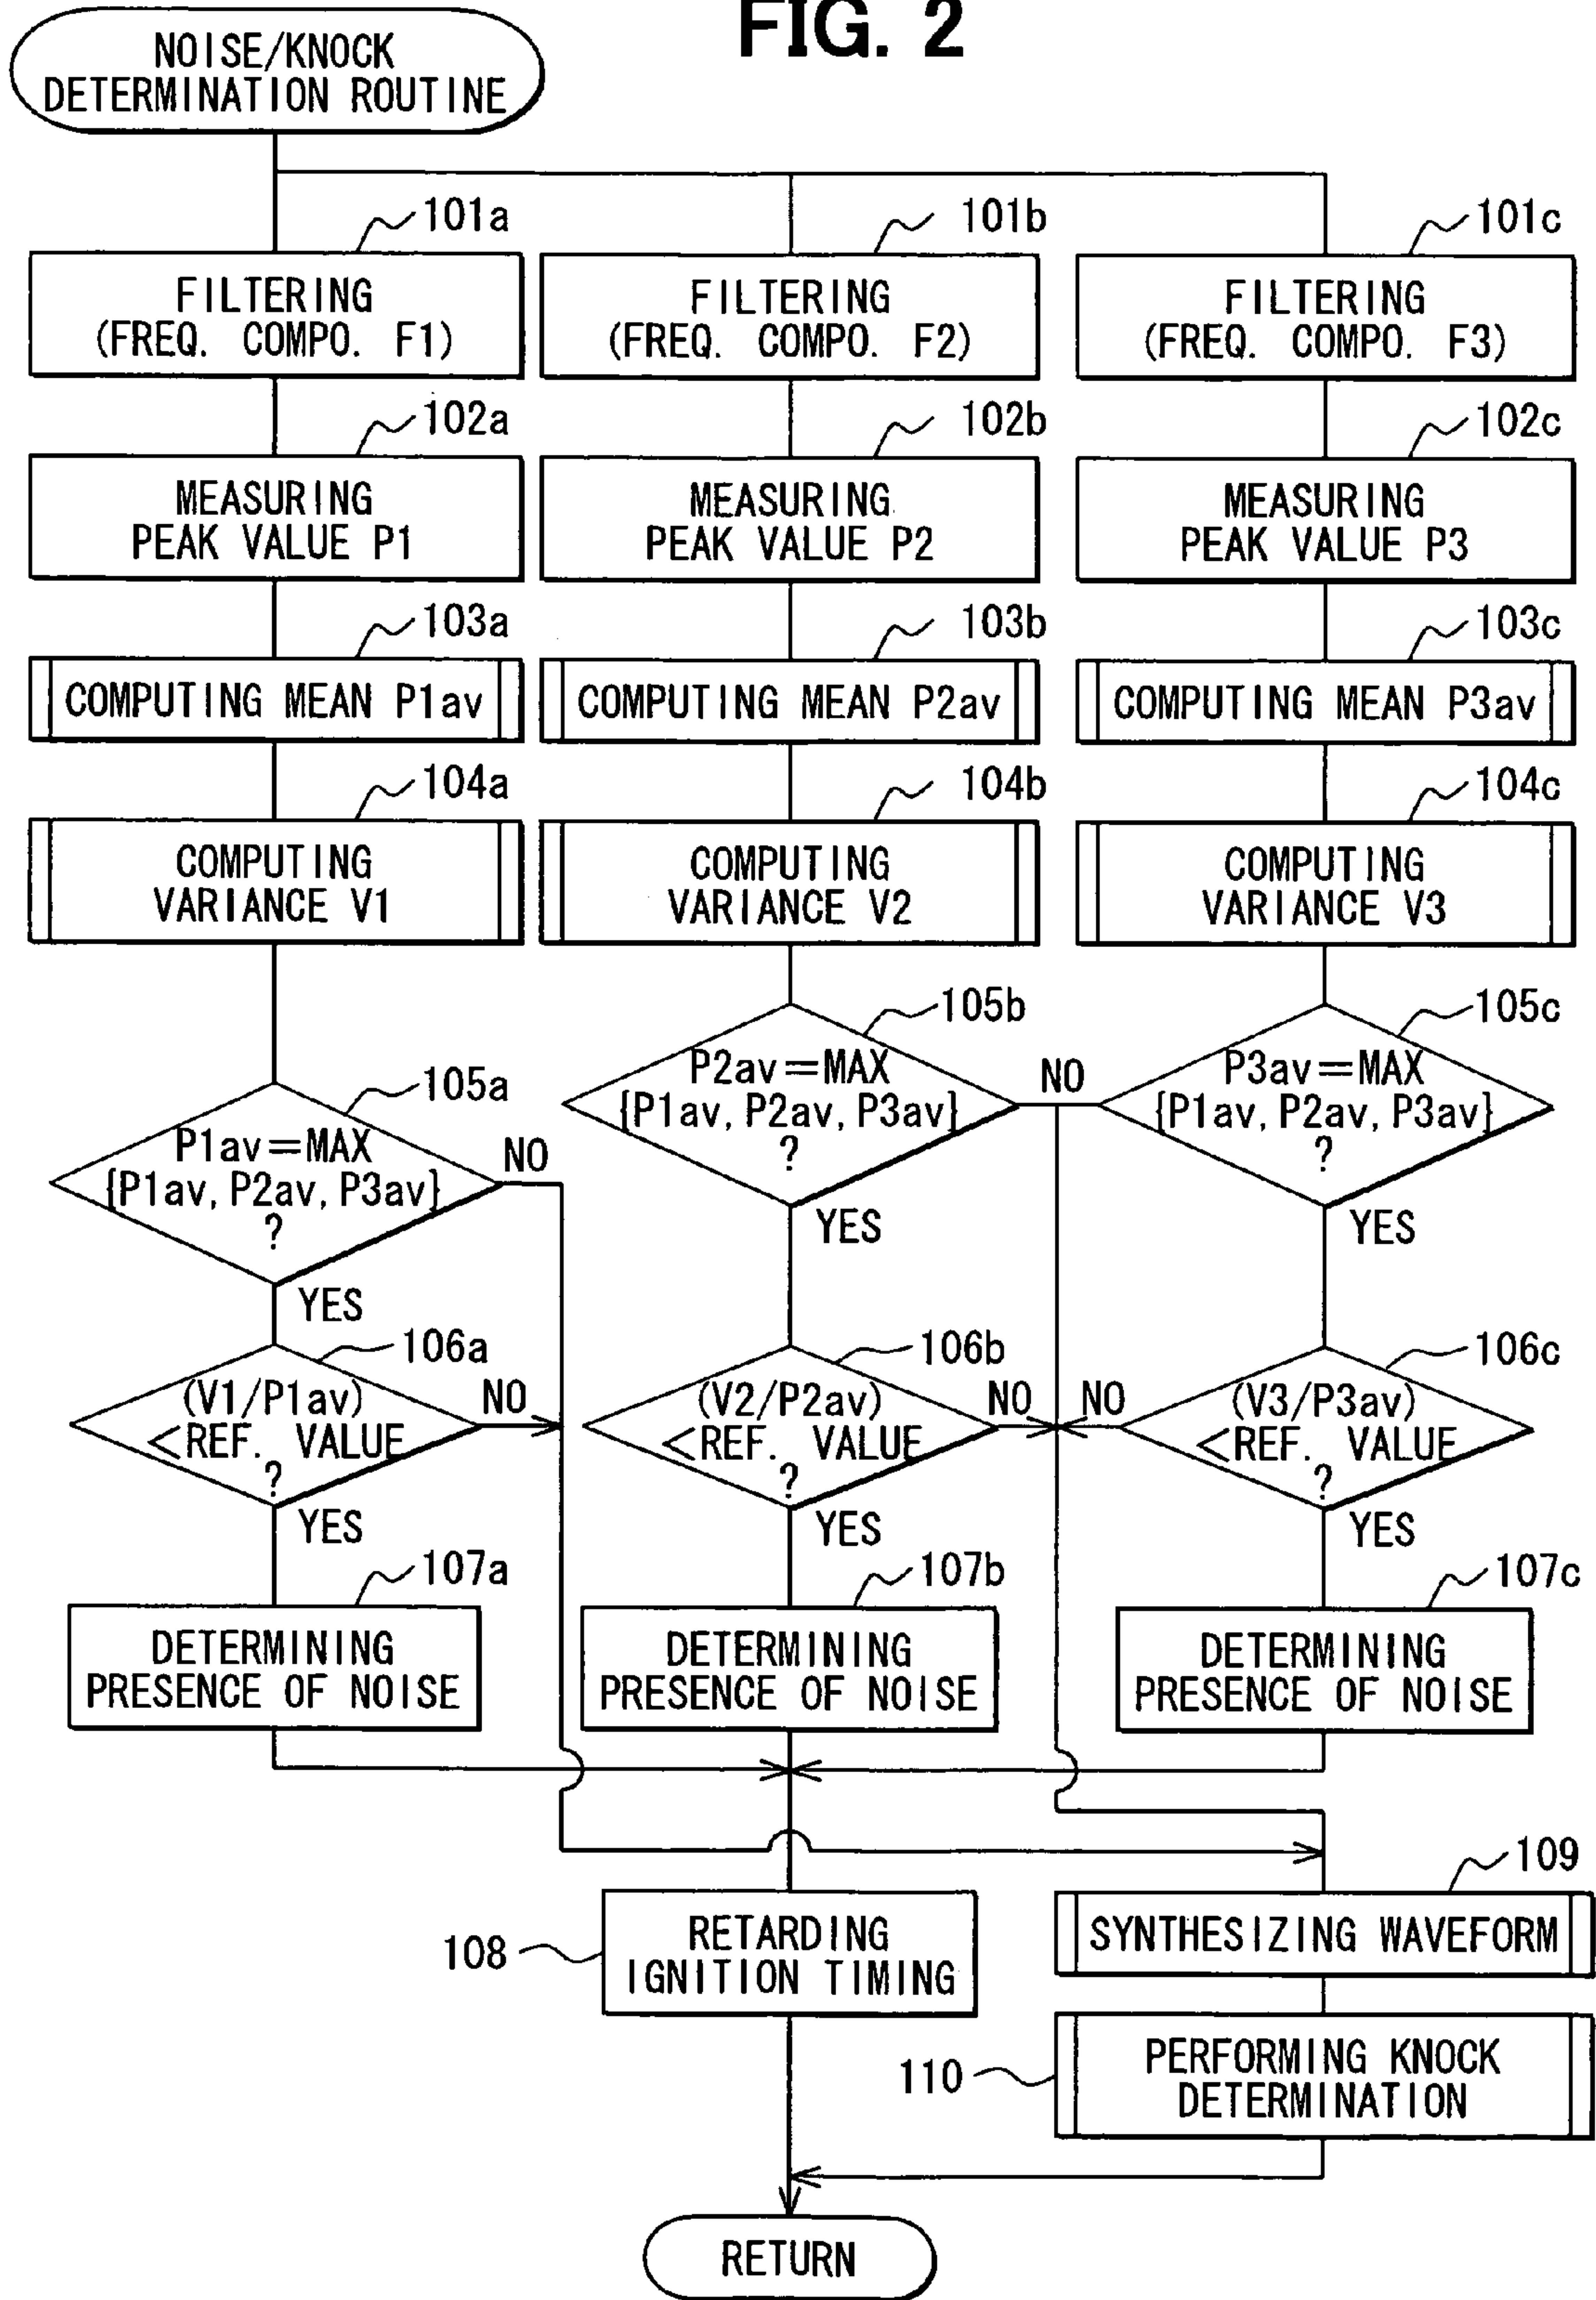 FIG. 2
NOISE/KNOCK
DETERMINATION ROUTINE
101a
FILTERING
(FREQ. COMPO. F1)
101b
FILTERING
(FREQ. COMPO. F2)
101c
FILTERING
(FREQ. COMPO. F3)
102a
MEASURING
PEAK VALUE P1
102b
MEASURING
PEAK VALUE P2
102c
MEASURING
PEAK VALUE P3
103a
COMPUTING MEAN P1av
103b
COMPUTING MEAN P2av
103c
COMPUTING MEAN P3av
104a
COMPUTING
VARIANCE V1
104b
COMPUTING
VARIANCE V2
104c
COMPUTING
VARIANCE V3
105a
P1av=MAX
{P1av, P2av, P3av}
?
NO
YES
105b
P2av=MAX
{P1av, P2av, P3av}
?
NO
YES
105c
P3av=MAX
{P1av, P2av, P3av}
?
YES
106a
(V1/P1av)
<REF. VALUE
?
NO
YES
106b
(V2/P2av)
<REF. VALUE
?
NO
YES
106c
(V3/P3av)
<REF. VALUE
?
NO
YES
107a
DETERMINING
PRESENCE OF NOISE
107b
DETERMINING
PRESENCE OF NOISE
107c
DETERMINING
PRESENCE OF NOISE
108
RETARDING
IGNITION TIMING
109
SYNTHESIZING WAVEFORM
110
PERFORMING KNOCK
DETERMINATION
RETURN